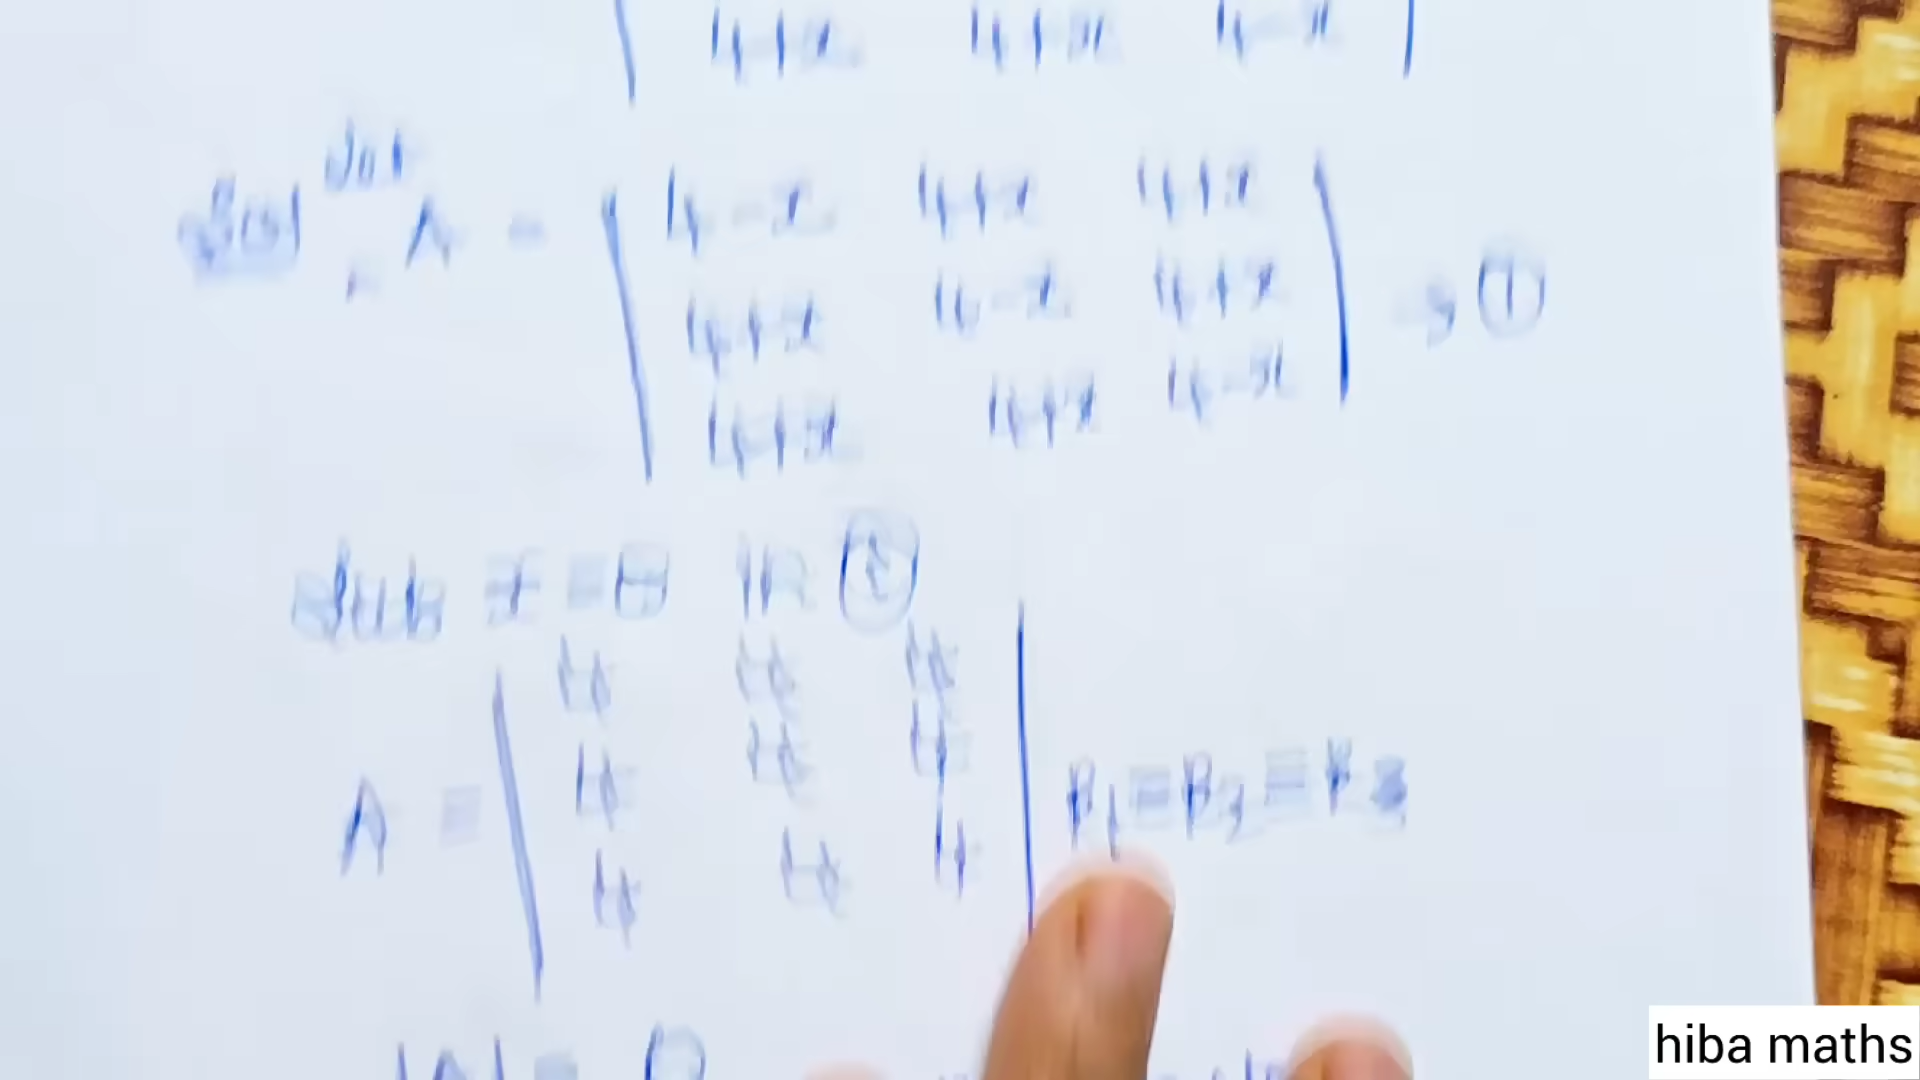 4+x 4+x 4-x
Sol let A = | 4-x 4+x 4+x |
| 4+x 4-x 4+x | → ①
| 4+x 4+x 4-x |
Sub x = 0 in ①
A = | 4 4 4 |
| 4 4 4 | R₁ ≡ R₂ ≡ R₃
| 4 4 4 |
|A| = 0
hiba maths